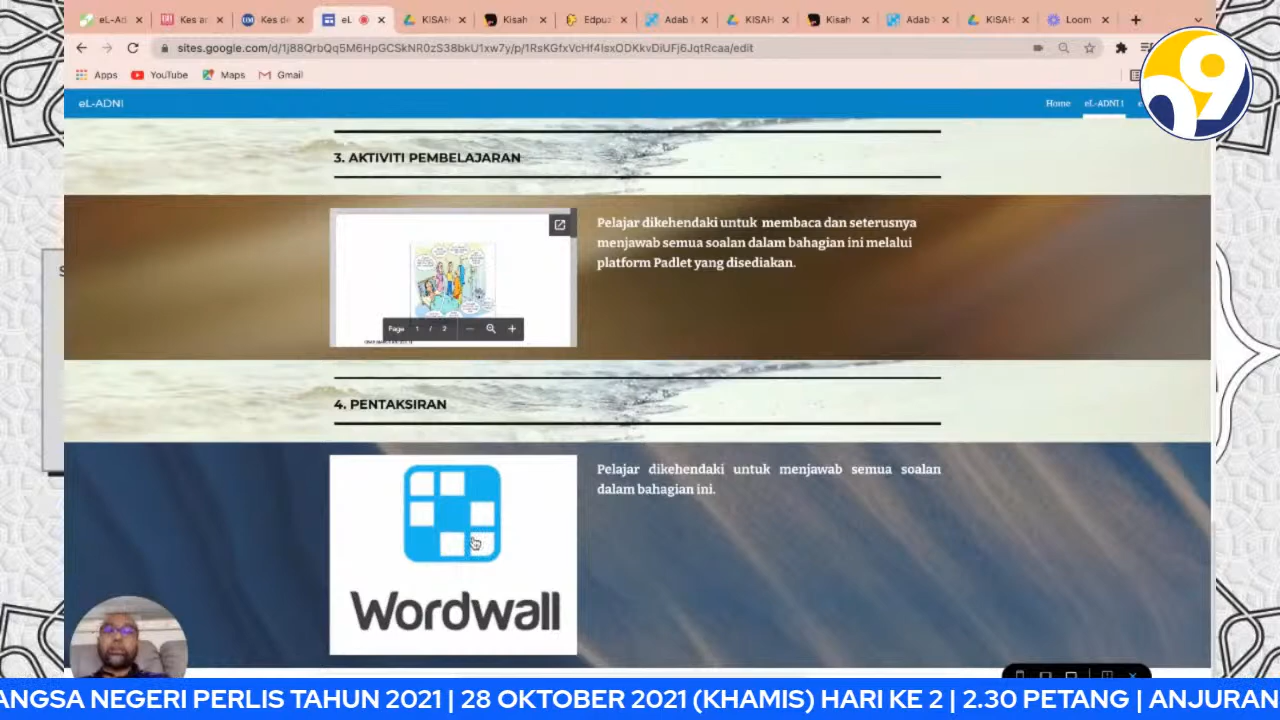 eL-Ad
Kes ar
Kes de
eL
KISAH
Kisah
Edpuz
Adab
KISAH
Kisah
Adab
KISAH
Loom
sites.google.com/d/1j88QrbQq5M6HpGCSkNR0zS38bkU1xw7y/p/1RsKGfxVcHf4IsxODKkvDiUFj6JqtRcaa/edit
Apps YouTube Maps Gmail
eL-ADNI
Home eL-ADNI 1
3. AKTIVITI PEMBELAJARAN
Pelajar dikehendaki untuk membaca dan seterusnya
menjawab semua soalan dalam bahagian ini melalui
platform Padlet yang disediakan.
Page 1 / 2
4. PENTAKSIRAN
Pelajar dikehendaki untuk menjawab semua soalan
dalam bahagian ini.
Wordwall
ANGSA NEGERI PERLIS TAHUN 2021 | 28 OKTOBER 2021 (KHAMIS) HARI KE 2 | 2.30 PETANG | ANJURAN